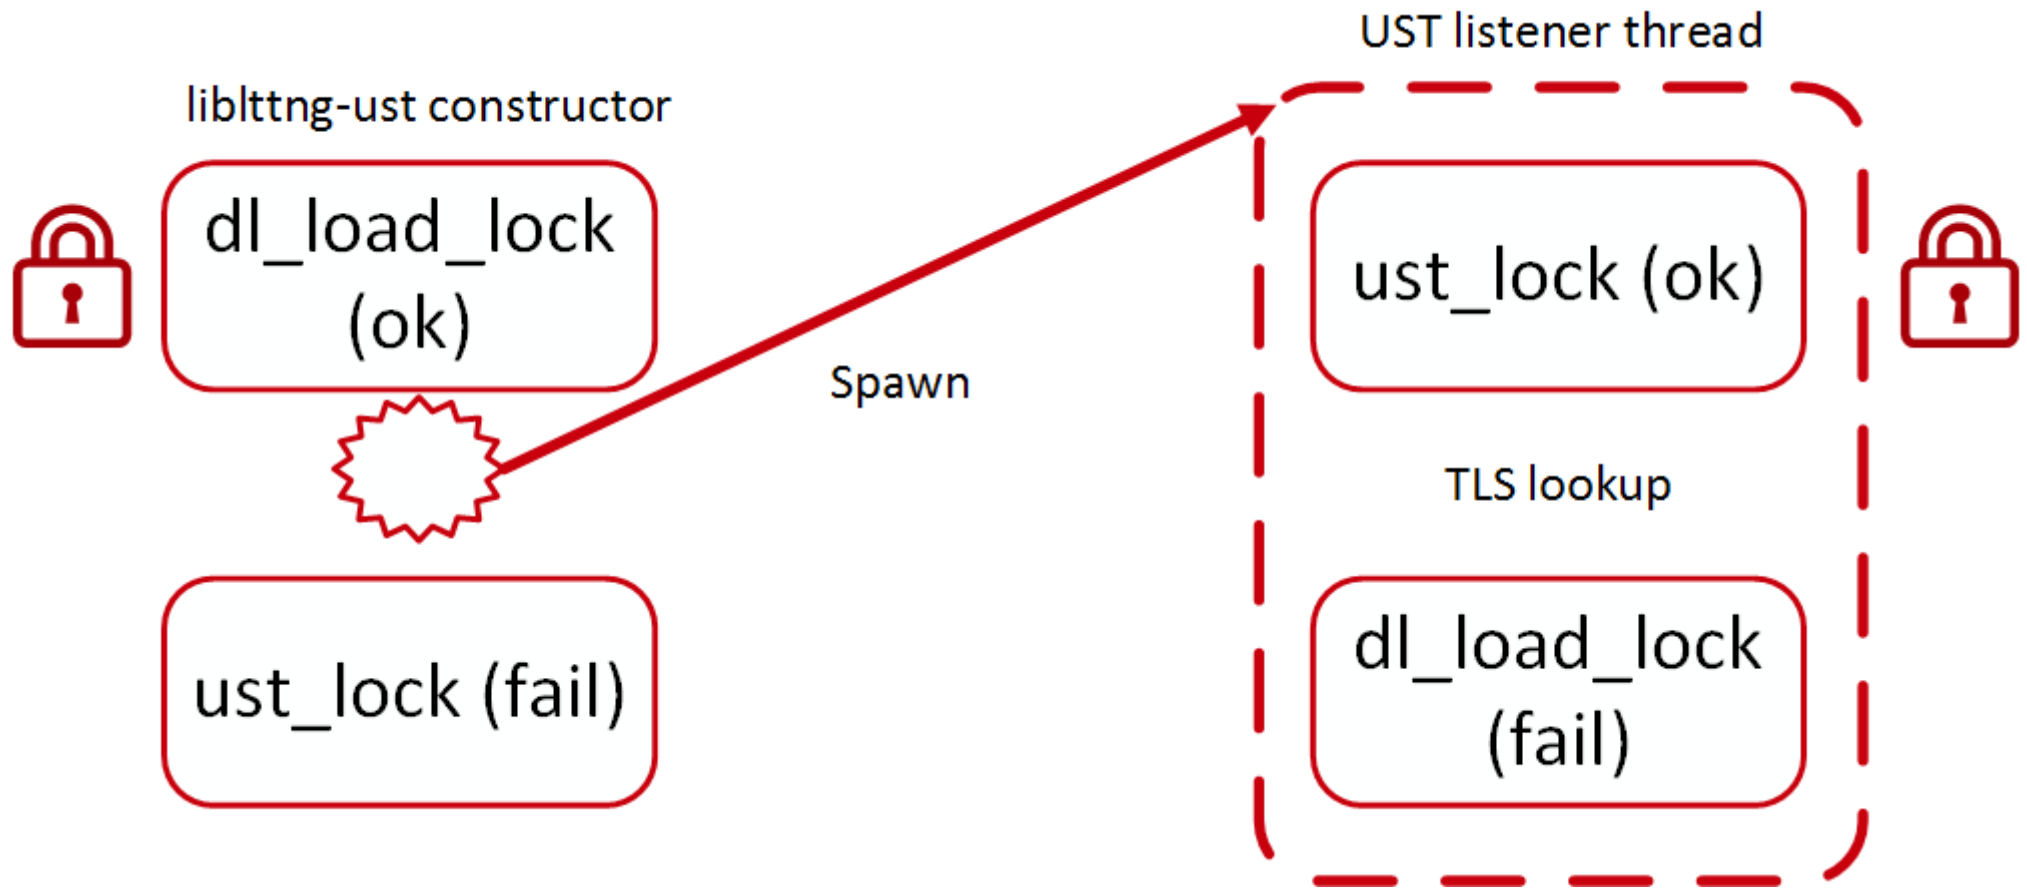 UST listener thread
liblttng-ust constructor
dl_load_lock
(ok)
ust_lock (ok)
Spawn
TLS lookup
ust_lock (fail)
dl_load_lock
(fail)